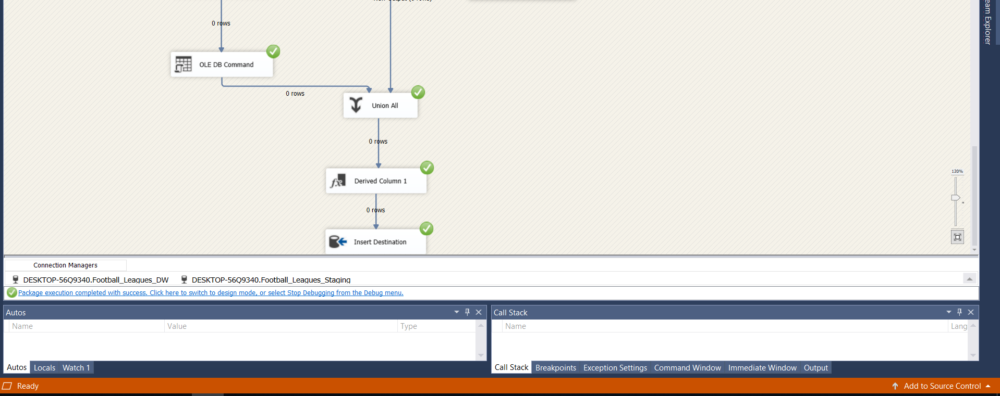 0 rows
OLE DB Command
0 rows
Union All
0 rows
Derived Column 1
0 rows
Insert Destination
120%
Explorer
Connection Managers
DESKTOP-56Q9340.Football_Leagues_DW
DESKTOP-56Q9340.Football_Leagues_Staging
Package execution completed with success. Click here to switch to design mode, or select Stop Debugging from the Debug menu.
Autos
Name Value Type
Autos Locals Watch 1
Call Stack
Name Lang
Call Stack Breakpoints Exception Settings Command Window Immediate Window Output
Ready
Add to Source Control